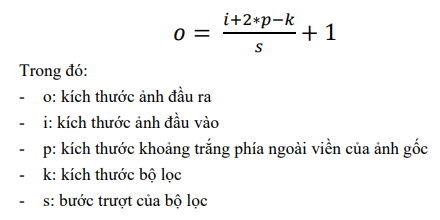 o = \frac{i+2*p-k}{s} + 1
Trong đó:
- o: kích thước ảnh đầu ra
- i: kích thước ảnh đầu vào
- p: kích thước khoảng trắng phía ngoài viền của ảnh gốc
- k: kích thước bộ lọc
- s: bước trượt của bộ lọc